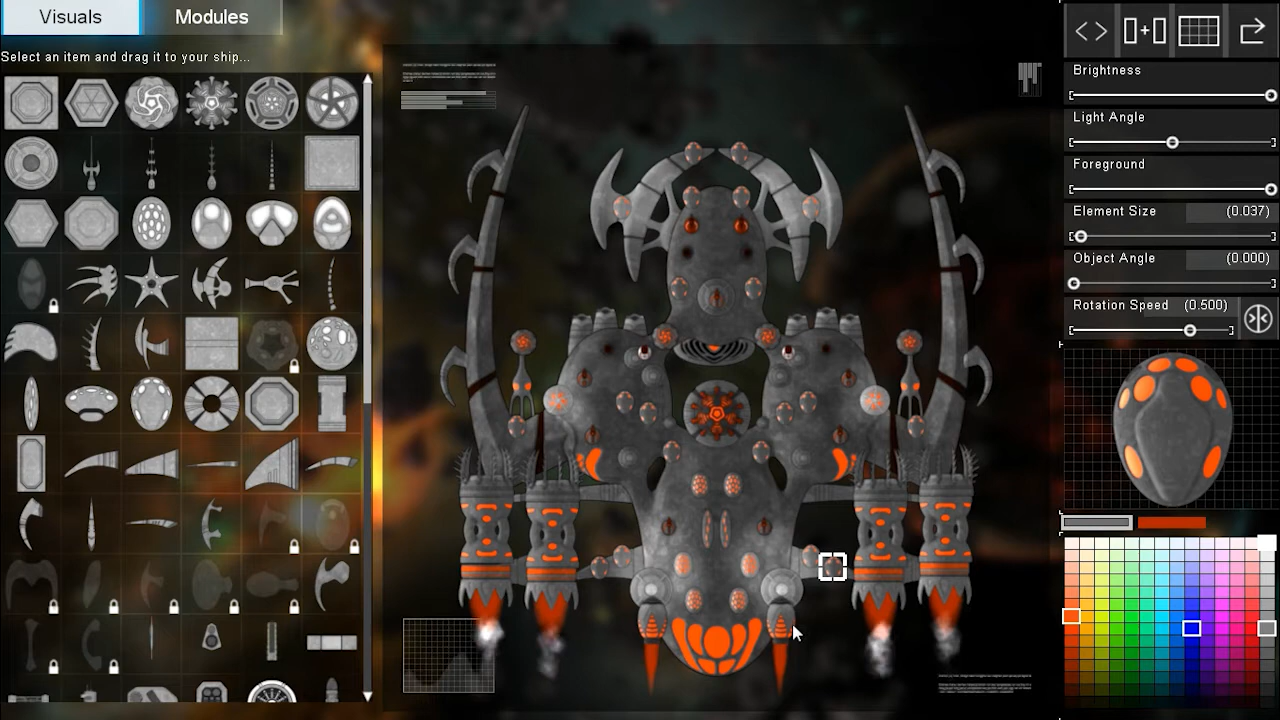 Visuals
Modules
Select an item and drag it to your ship...
Brightness
Light Angle
Foreground
Element Size (0.037)
Object Angle (0.000)
Rotation Speed (0.500)